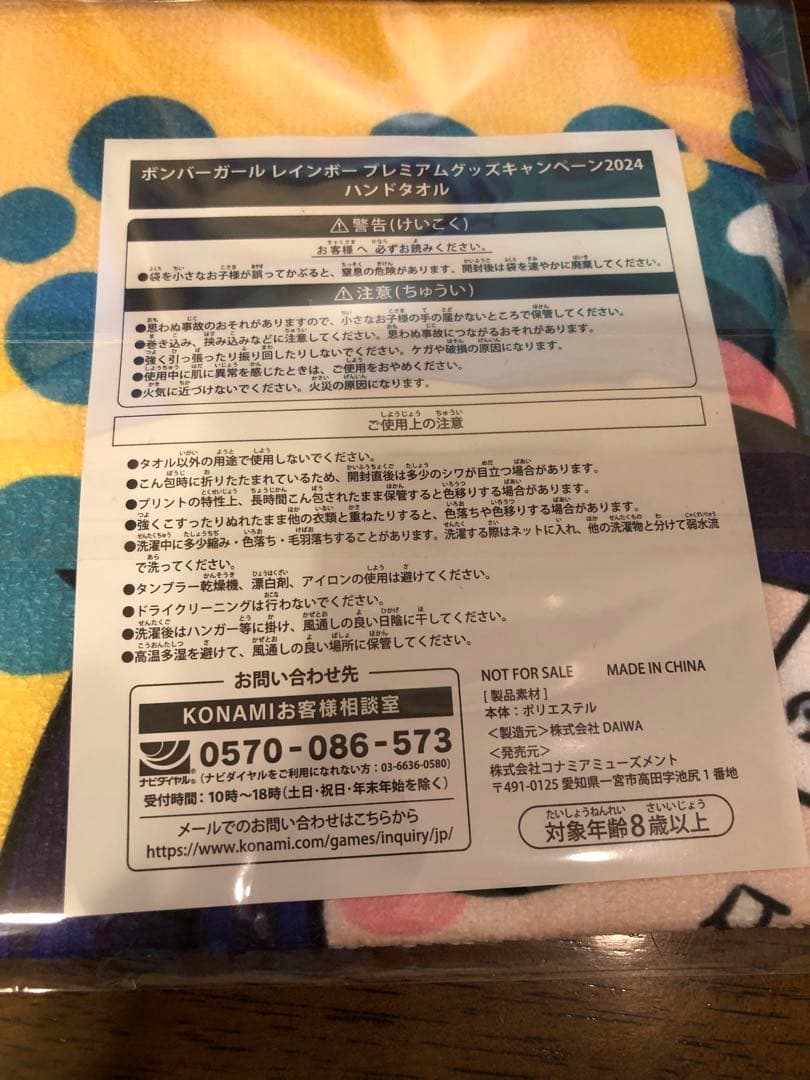 ボンバーガール レインボー プレミアムグッズキャンペーン2024
ハンドタオル
⚠警告(けいこく)
お客様へ 必ずお読みください。
●袋を小さなお子様が誤ってかぶると、窒息の危険があります。開封後は袋を速やかに廃棄してください。
⚠注意(ちゅうい)
●思わぬ事故のおそれがありますので、小さなお子様の手の届かないところで保管してください。
●巻き込み、挟み込みなどに注意してください。思わぬ事故につながるおそれがあります。
●強く引っ張ったり振り回したりしないでください。ケガや破損の原因になります。
●使用中に肌に異常を感じたときは、ご使用をおやめください。
●火気に近づけないでください。火災の原因になります。
ご使用上の注意
●タオル以外の用途で使用しないでください。
●こん包時に折りたたまれているため、開封直後は多少のシワが目立つ場合があります。
●プリントの特性上、長時間こん包されたまま保管すると色移りする場合があります。
●強くこすったりぬれたまま他の衣類と重ねたりすると、色落ちや色移りする場合があります。
●洗濯中に多少縮み・色落ち・毛羽落ちすることがあります。洗濯する際はネットに入れ、他の洗濯物と分けて弱水流
で洗ってください。
●タンブラー乾燥機、漂白剤、アイロンの使用は避けてください。
●ドライクリーニングは行わないでください。
●洗濯後はハンガー等に掛け、風通しの良い日陰に干してください。
●高温多湿を避けて、風通しの良い場所に保管してください。
お問い合わせ先
KONAMIお客様相談室
ナビダイヤル®
0570-086-573
(ナビダイヤルをご利用になれない方：03-6636-0580)
受付時間：10時〜18時(土日・祝日・年末年始を除く)
メールでのお問い合わせはこちらから
https://www.konami.com/games/inquiry/jp/
NOT FOR SALE MADE IN CHINA
[製品素材]
本体：ポリエステル
<製造元>株式会社 DAIWA
<発売元>
株式会社コナミアミューズメント
〒491-0125 愛知県一宮市高田字池尻1番地
対象年齢8歳以上